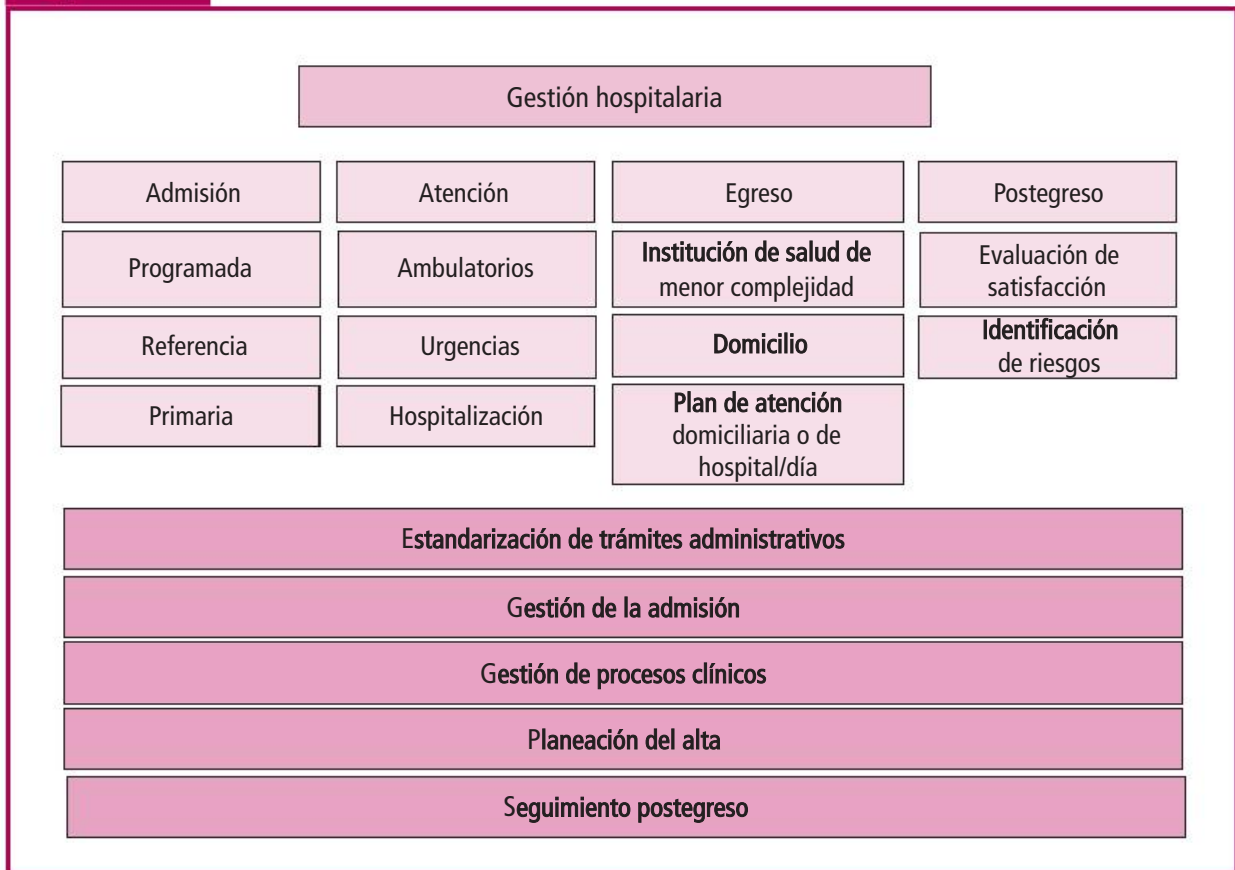 Gestión hospitalaria
Admisión
Atención
Egreso
Postegreso
Programada
Ambulatorios
Institución de salud de
menor complejidad
Evaluación de
satisfacción
Referencia
Urgencias
Domicilio
Identificación
de riesgos
Primaria
Hospitalización
Plan de atención
domiciliaria o de
hospital/día
Estandarización de trámites administrativos
Gestión de la admisión
Gestión de procesos clínicos
Planeación del alta
Seguimiento postegreso